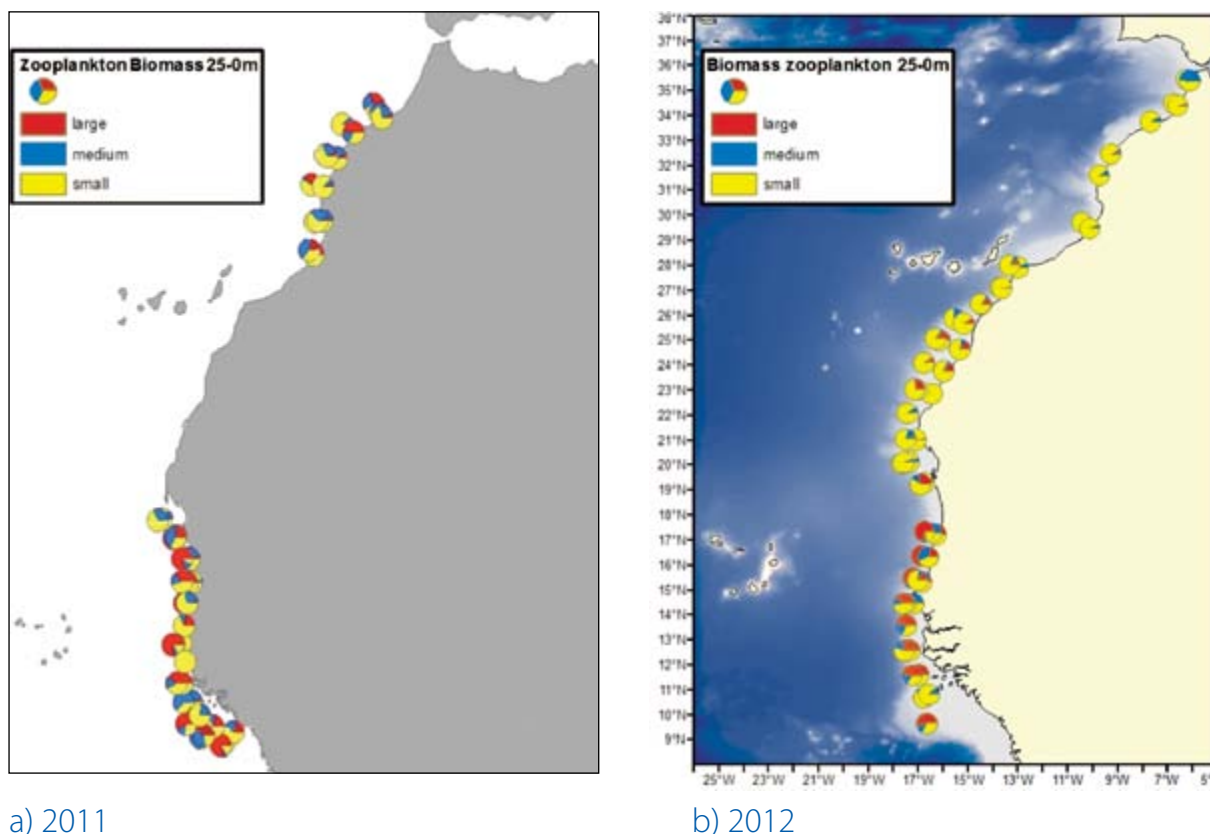 Zooplankton Biomass 25-0m
large
medium
small
a) 2011
Biomass zooplankton 25-0m
large
medium
small
38°N
37°N
36°N
35°N
34°N
33°N
32°N
31°N
30°N
29°N
28°N
27°N
26°N
25°N
24°N
23°N
22°N
21°N
20°N
19°N
18°N
17°N
16°N
15°N
14°N
13°N
12°N
11°N
10°N
9°N
25°W 23°W 21°W 19°W 17°W 15°W 13°W 11°W 9°W 7°W 5°
b) 2012